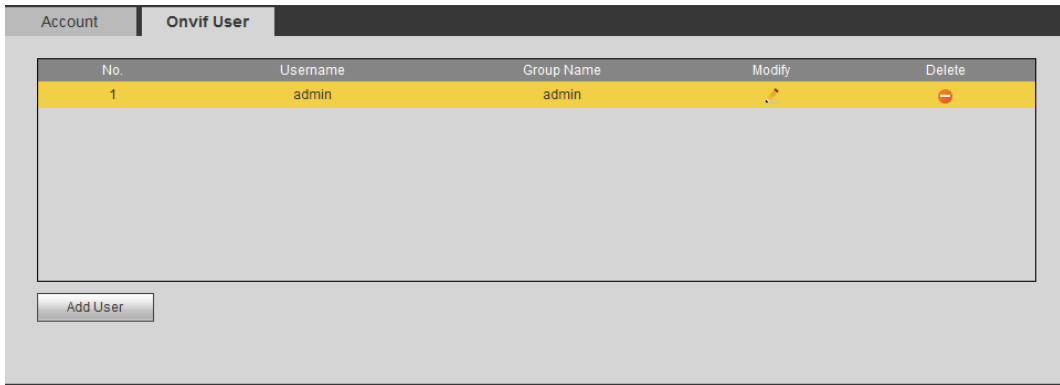 Account Onvif User
No. Username Group Name Modify Delete
1 admin admin
Add User